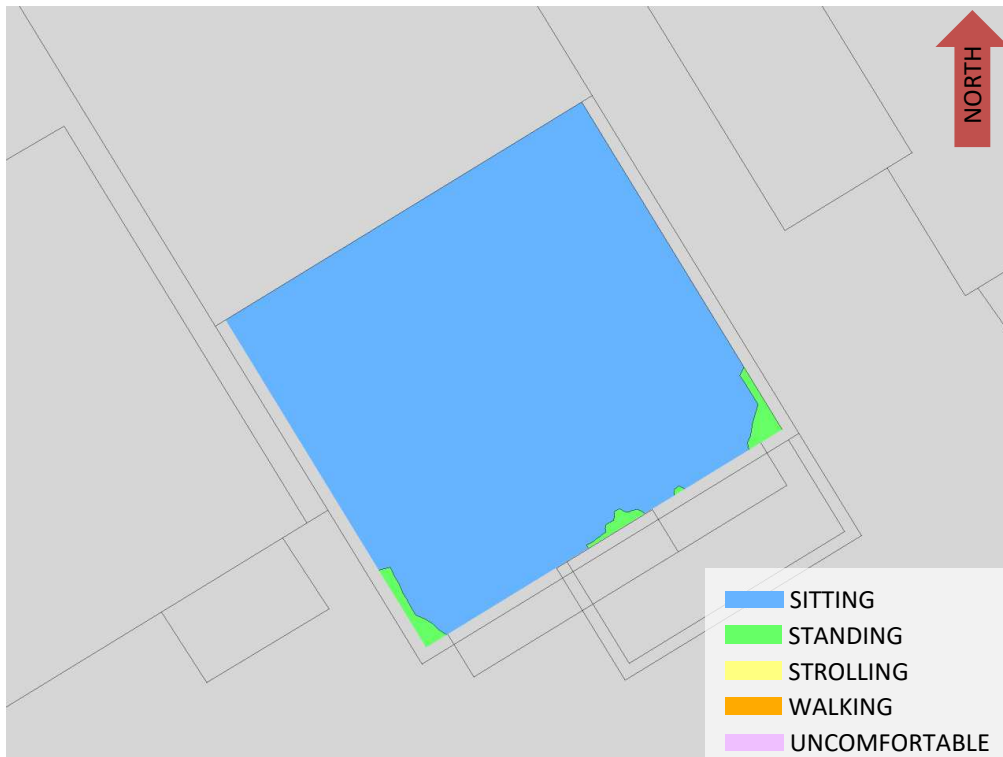 NORTH
SITTING
STANDING
STROLLING
WALKING
UNCOMFORTABLE